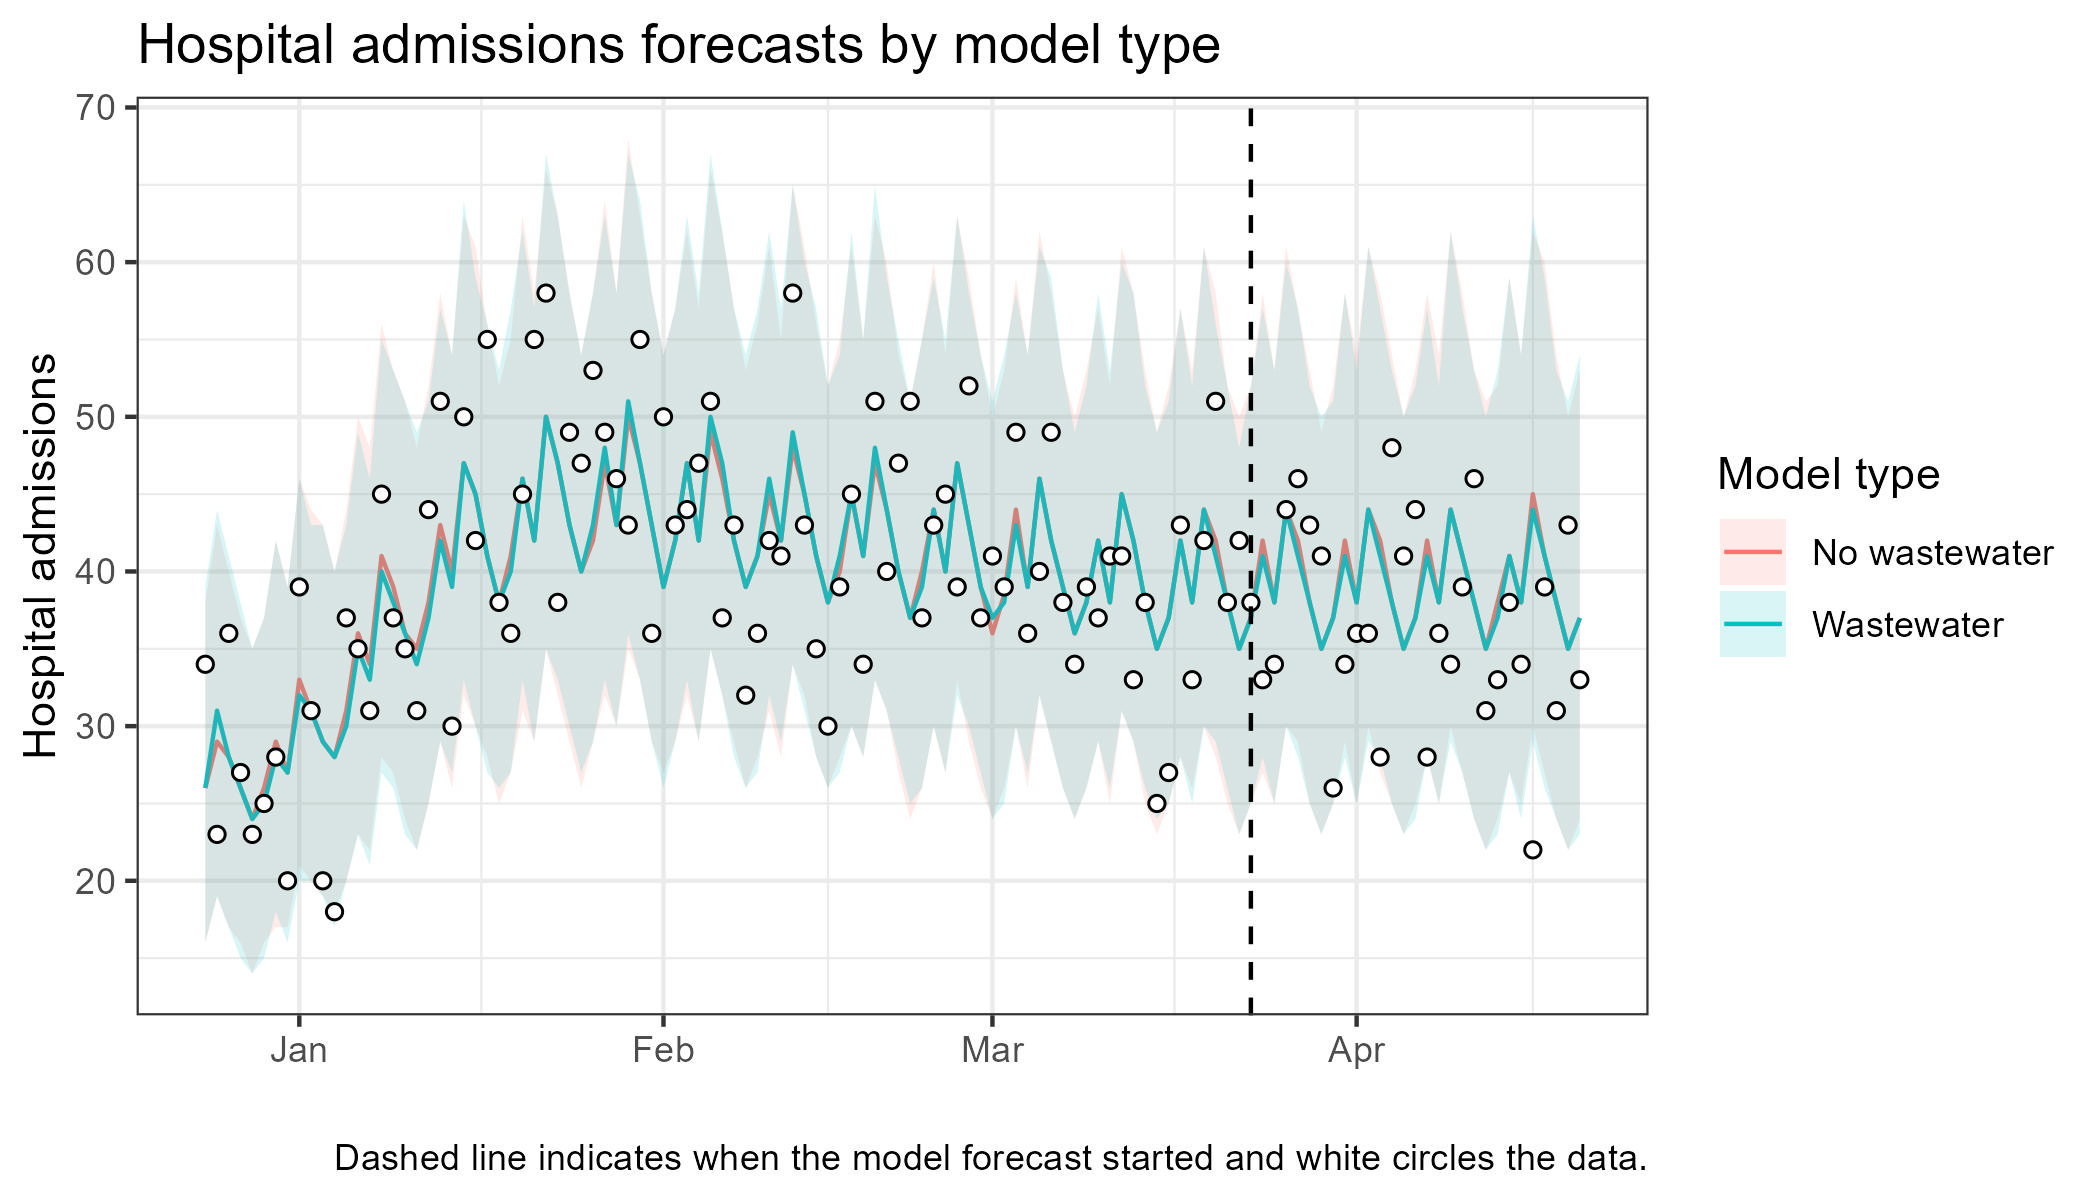 Hospital admissions forecasts by model type
Hospital admissions
70
60
50
40
30
20
Jan
Feb
Mar
Apr
Model type
No wastewater
Wastewater
Dashed line indicates when the model forecast started and white circles the data.